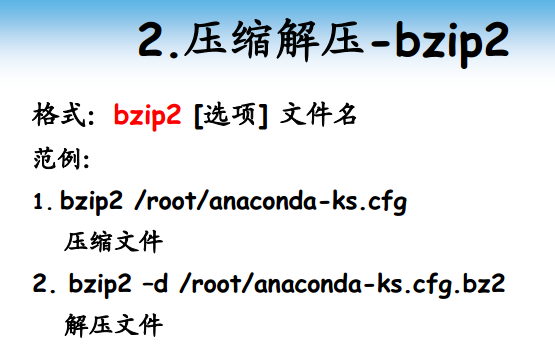 2.压缩解压-bzip2
格式: bzip2 [选项] 文件名
范例:
1. bzip2 /root/anaconda-ks.cfg
压缩文件
2. bzip2 –d /root/anaconda-ks.cfg.bz2
解压文件